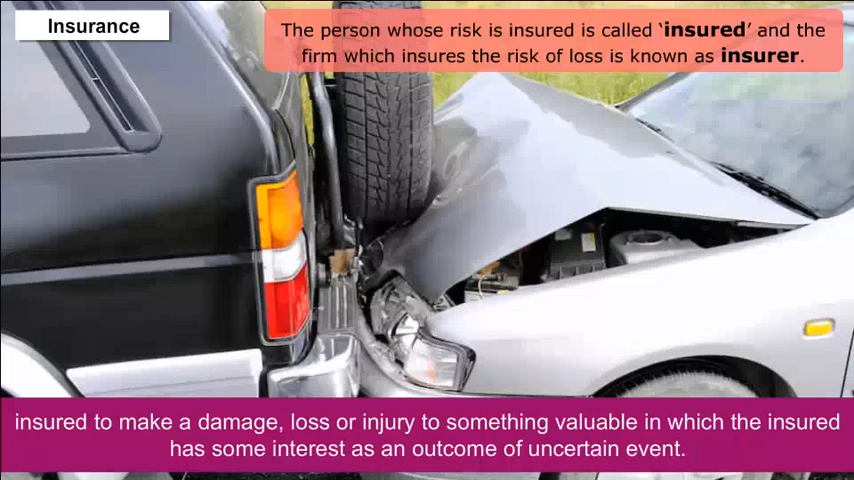 Insurance
The person whose risk is insured is called ‘insured’ and the
firm which insures the risk of loss is known as insurer.
insured to make a damage, loss or injury to something valuable in which the insured
has some interest as an outcome of uncertain event.